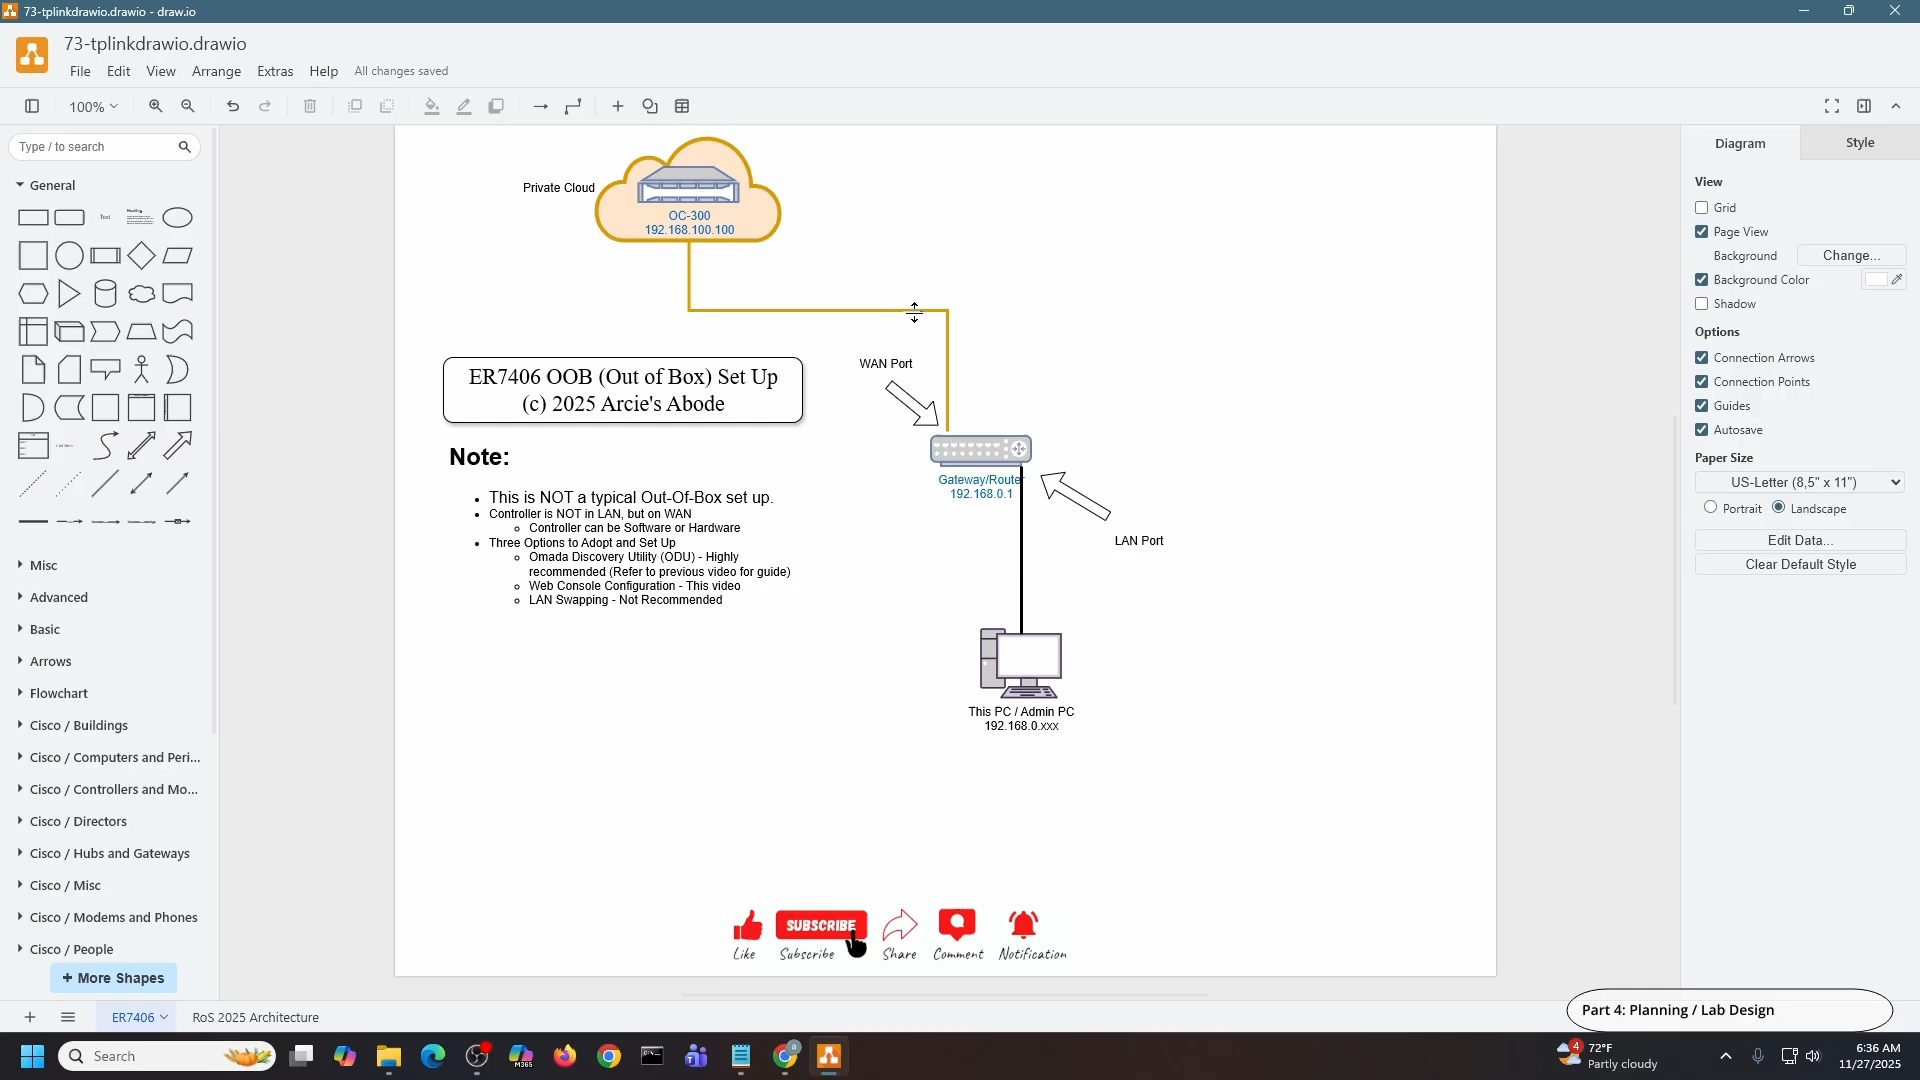 73-tplinkdrawio.drawio - draw.io
73-tplinkdrawio.drawio
File Edit View Arrange Extras Help All changes saved
100%
Type / to search
General
Text
Heading
List Item
Misc
Advanced
Basic
Arrows
Flowchart
Cisco / Buildings
Cisco / Computers and Peri...
Cisco / Controllers and Mo...
Cisco / Directors
Cisco / Hubs and Gateways
Cisco / Misc
Cisco / Modems and Phones
Cisco / People
+ More Shapes
Private Cloud
OC-300
192.168.100.100
WAN Port
ER7406 OOB (Out of Box) Set Up
(c) 2025 Arcie's Abode
Note:
This is NOT a typical Out-Of-Box set up.
Controller is NOT in LAN, but on WAN
Controller can be Software or Hardware
Three Options to Adopt and Set Up
Omada Discovery Utility (ODU) - Highly
recommended (Refer to previous video for guide)
Web Console Configuration - This video
LAN Swapping - Not Recommended
Gateway/Router
192.168.0.1
LAN Port
This PC / Admin PC
192.168.0.xxx
SUBSCRIBE
Like Subscribe Share Comment Notification
Diagram Style
View
Grid
Page View
Background Change...
Background Color
Shadow
Options
Connection Arrows
Connection Points
Guides
Autosave
Paper Size
US-Letter (8,5" x 11")
Portrait Landscape
Edit Data...
Clear Default Style
ER7406 RoS 2025 Architecture
Part 4: Planning / Lab Design
Search
M365
4
72°F
Partly cloudy
6:36 AM
11/27/2025